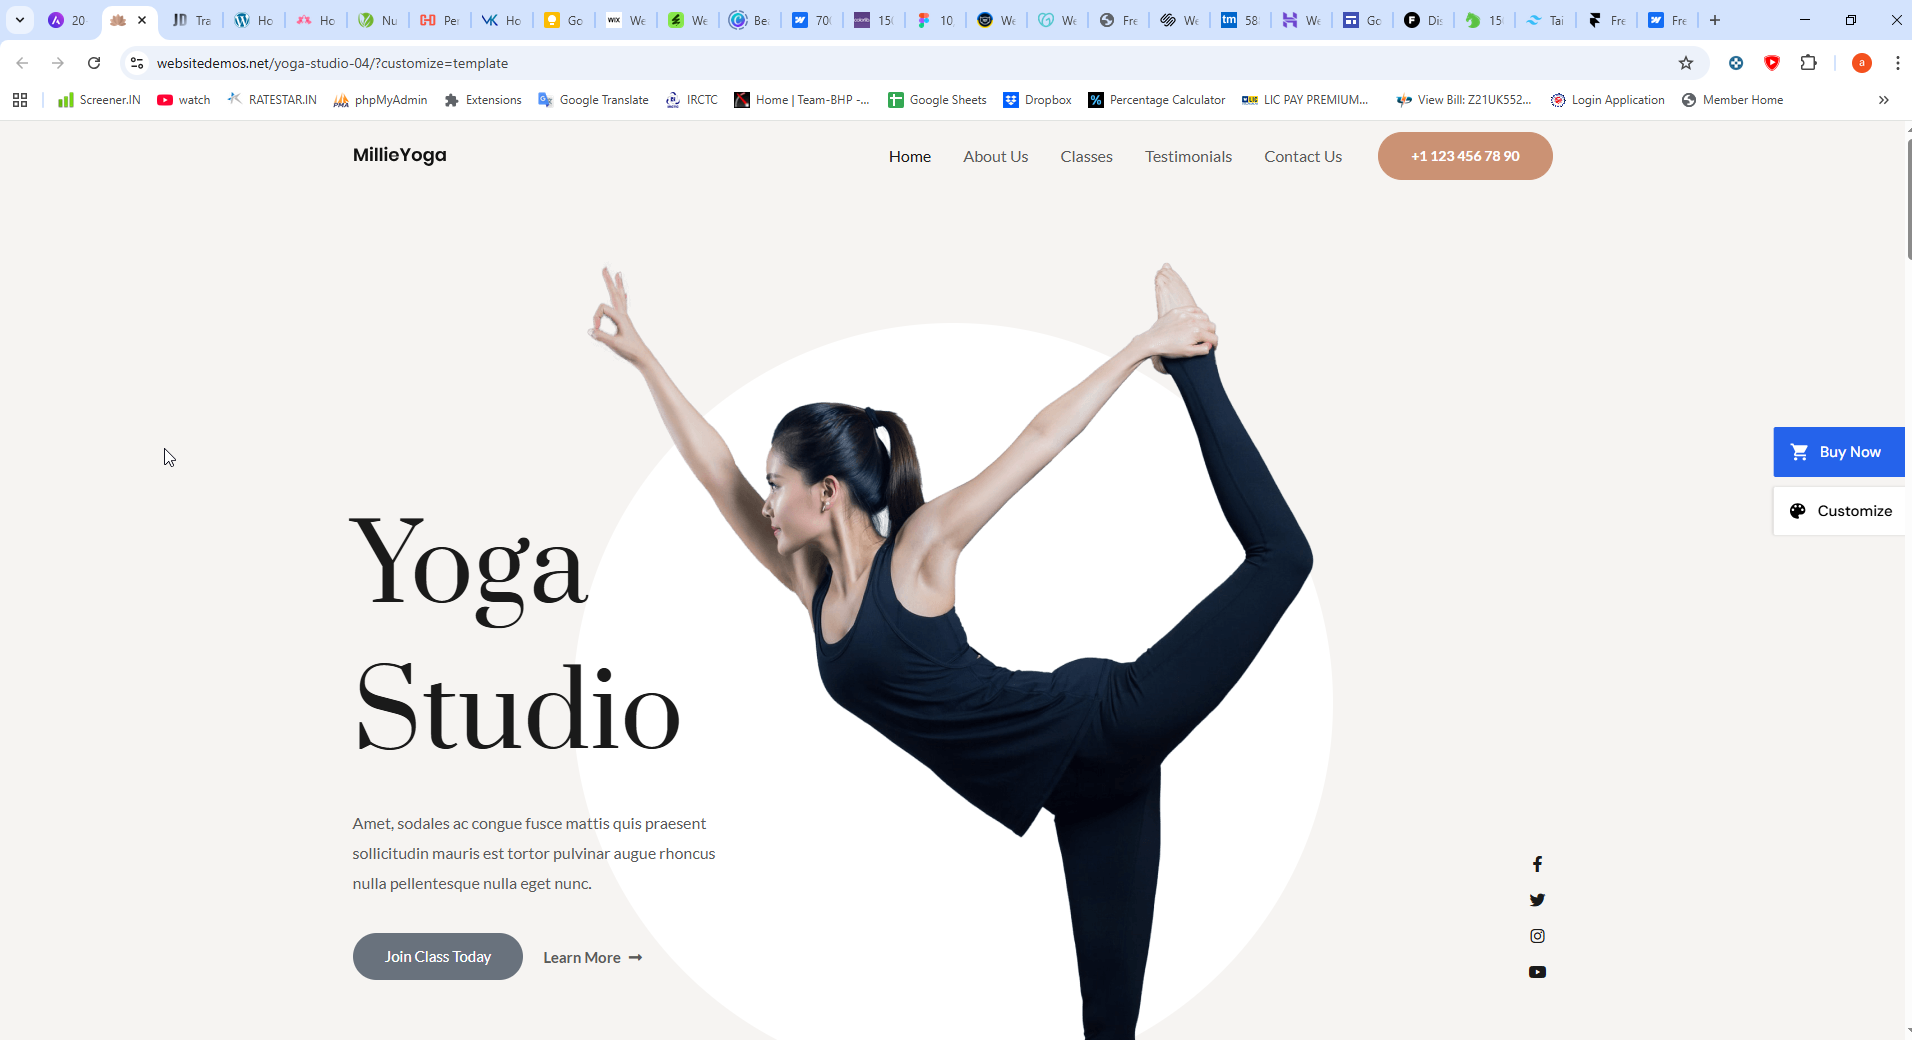 20
Tra
Ho
Ho
Nu
Per
Ho
Go
We
We
Be
70
15
10
We
We
Fre
We
58
We
Go
Dis
15
Tai
Fre
Fre
websitedemos.net/yoga-studio-04/?customize=template
a
Screener.IN watch RATESTAR.IN phpMyAdmin Extensions Google Translate IRCTC Home | Team-BHP -... Google Sheets Dropbox Percentage Calculator LIC PAY PREMIUM... View Bill: Z21UK552... Login Application Member Home
MillieYoga
Home About Us Classes Testimonials Contact Us +1 123 456 78 90
Buy Now
Customize
Yoga
Studio
Amet, sodales ac congue fusce mattis quis praesent
sollicitudin mauris est tortor pulvinar augue rhoncus
nulla pellentesque nulla eget nunc.
Join Class Today Learn More